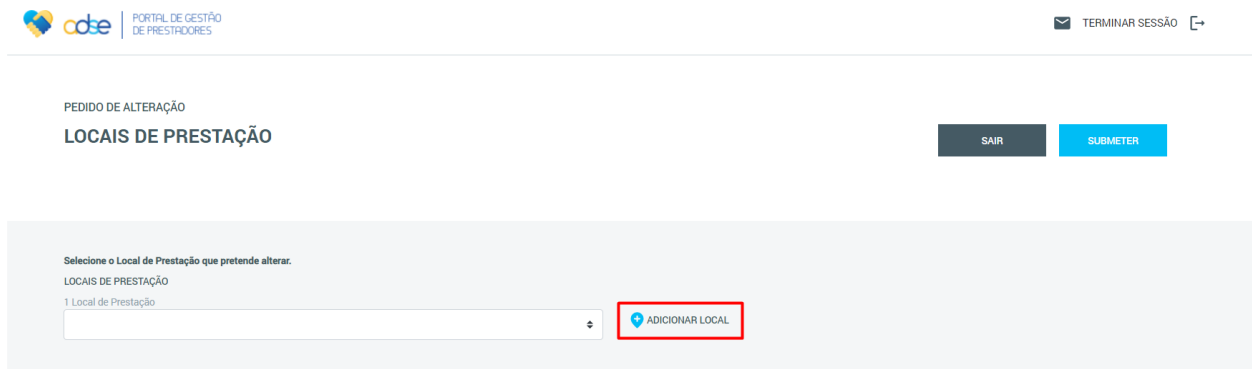 adse
PORTAL DE GESTÃO
DE PRESTADORES
TERMINAR SESSÃO
PEDIDO DE ALTERAÇÃO
LOCAIS DE PRESTAÇÃO
SAIR
SUBMETER
Selecione o Local de Prestação que pretende alterar.
LOCAIS DE PRESTAÇÃO
1 Local de Prestação
ADICIONAR LOCAL